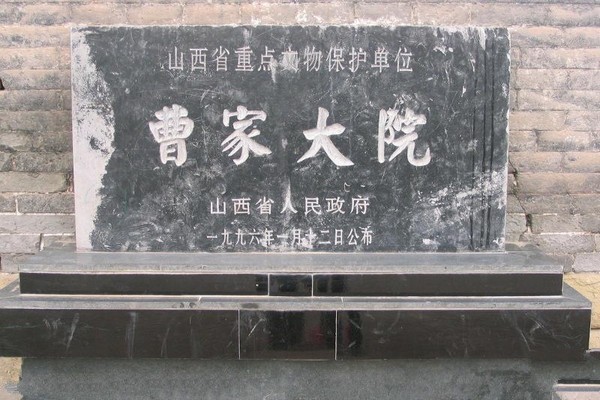 山西省重点文物保护单位
曹家大院
山西省人民政府
一九九六年一月十二日公布